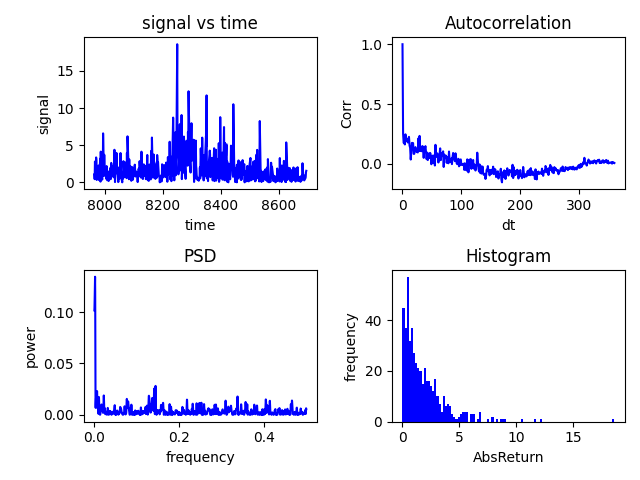 signal vs time
signal
15
10
5
0
8000 8200 8400 8600
time
Autocorrelation
Corr
1.0
0.5
0.0
0 100 200 300
dt
PSD
power
0.10
0.05
0.00
0.0 0.2 0.4
frequency
Histogram
frequency
40
20
0
0 5 10 15
AbsReturn